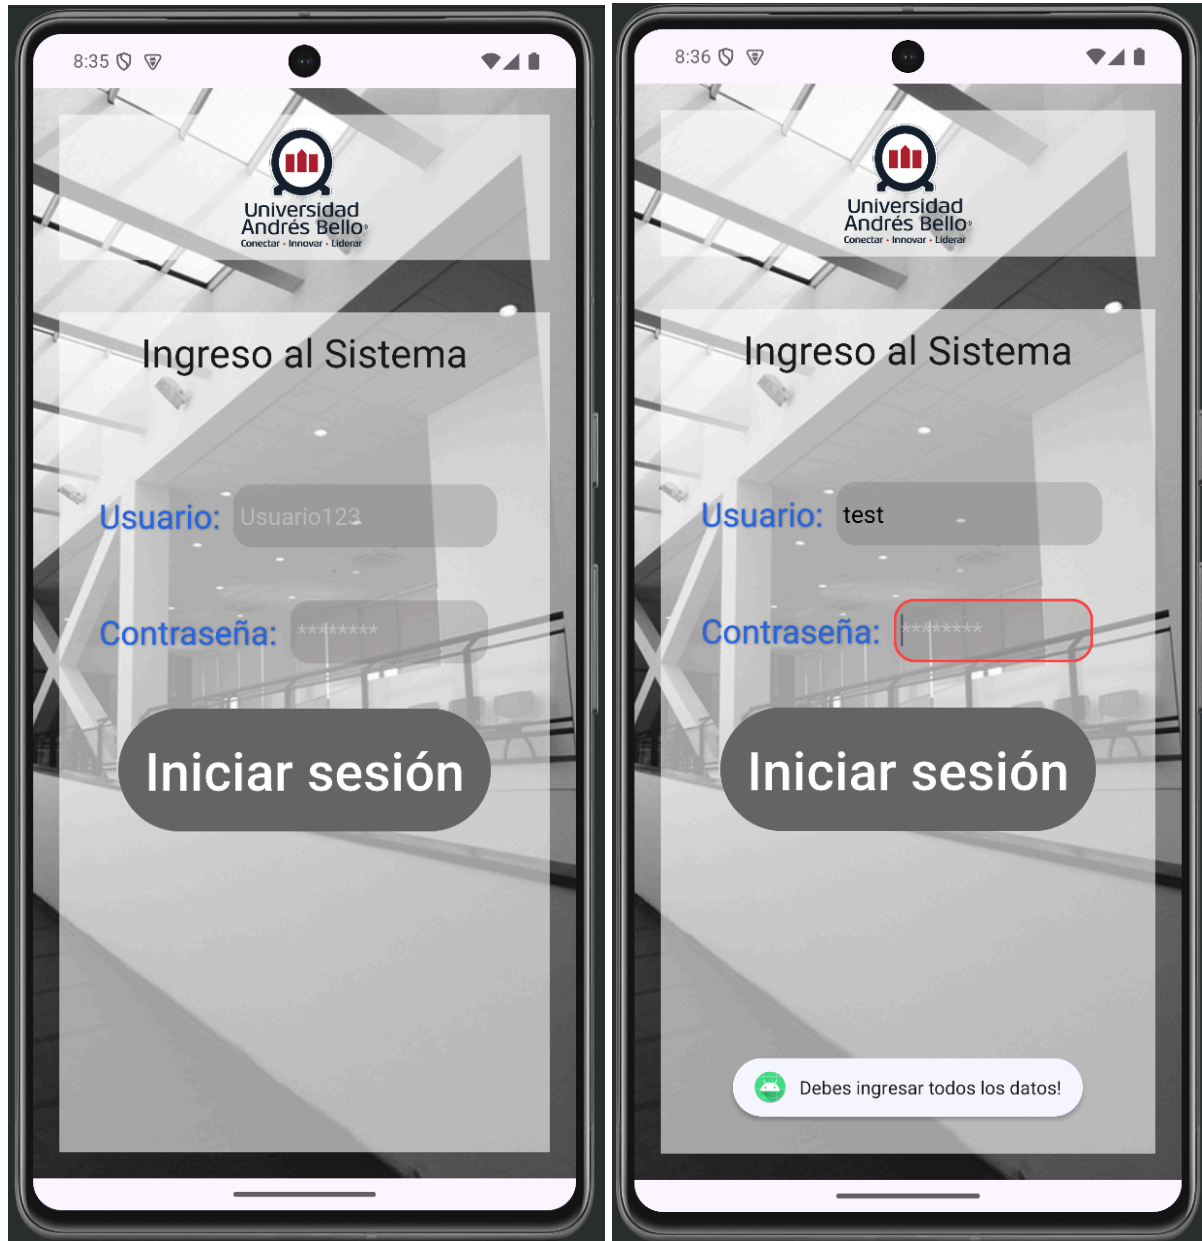 8:35
Universidad
Andrés Bello®
Conectar • Innovar • Liderar
Ingreso al Sistema
Usuario: Usuario123
Contraseña: ********
Iniciar sesión
8:36
Universidad
Andrés Bello®
Conectar • Innovar • Liderar
Ingreso al Sistema
Usuario: test
Contraseña: ********
Iniciar sesión
Debes ingresar todos los datos!